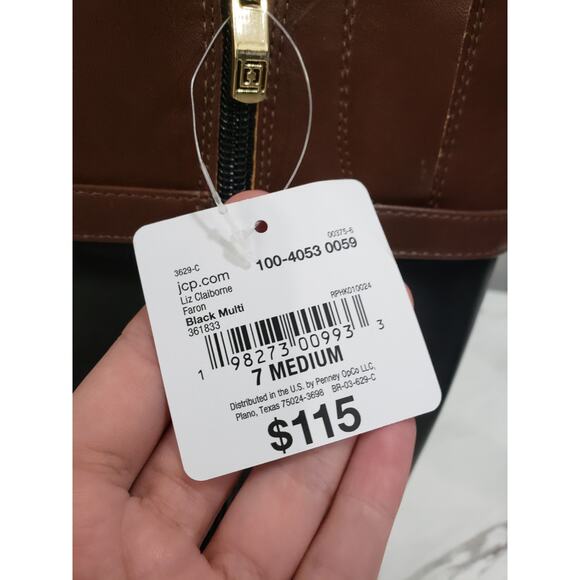 00375-6
3629-C
jcp.com 100-4053 0059
Liz Claiborne
Faron
Black Multi
361833
RPHK010024
1 98273 00993 3
7 MEDIUM
Distributed in the U.S. by Penney OpCo LLC,
Plano, Texas 75024-3698 BR-03-629-C
$115